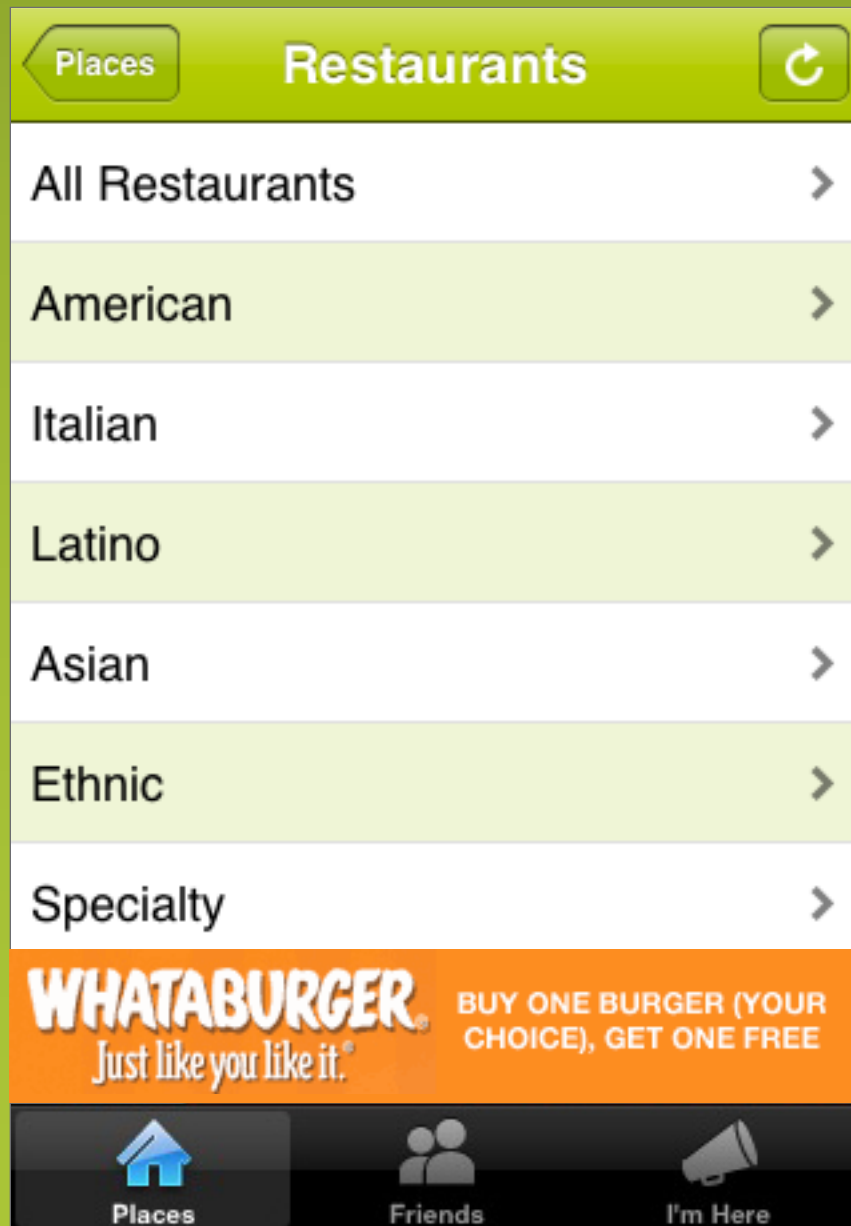 Places
Restaurants
All Restaurants
American
Italian
Latino
Asian
Ethnic
Specialty
WHATABURGER®
Just like you like it.®
BUY ONE BURGER (YOUR
CHOICE), GET ONE FREE
Places
Friends
I'm Here